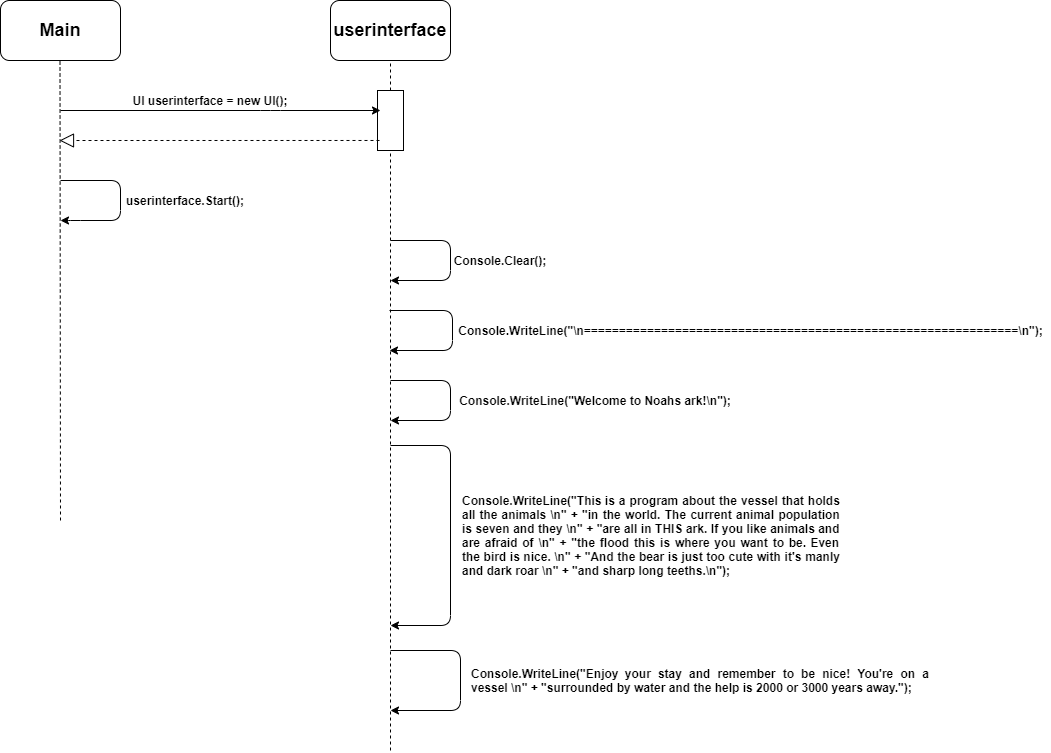 Main
userinterface
UI userinterface = new UI();
userinterface.Start();
Console.Clear();
Console.WriteLine("\n==============================================================\n");
Console.WriteLine("Welcome to Noahs ark!\n");
Console.WriteLine("This is a program about the vessel that holds
all the animals \n" + "in the world. The current animal population
is seven and they \n" + "are all in THIS ark. If you like animals and
are afraid of \n" + "the flood this is where you want to be. Even
the bird is nice. \n" + "And the bear is just too cute with it's manly
and dark roar \n" + "and sharp long teeths.\n");
Console.WriteLine("Enjoy your stay and remember to be nice! You're on a
vessel \n" + "surrounded by water and the help is 2000 or 3000 years away.");